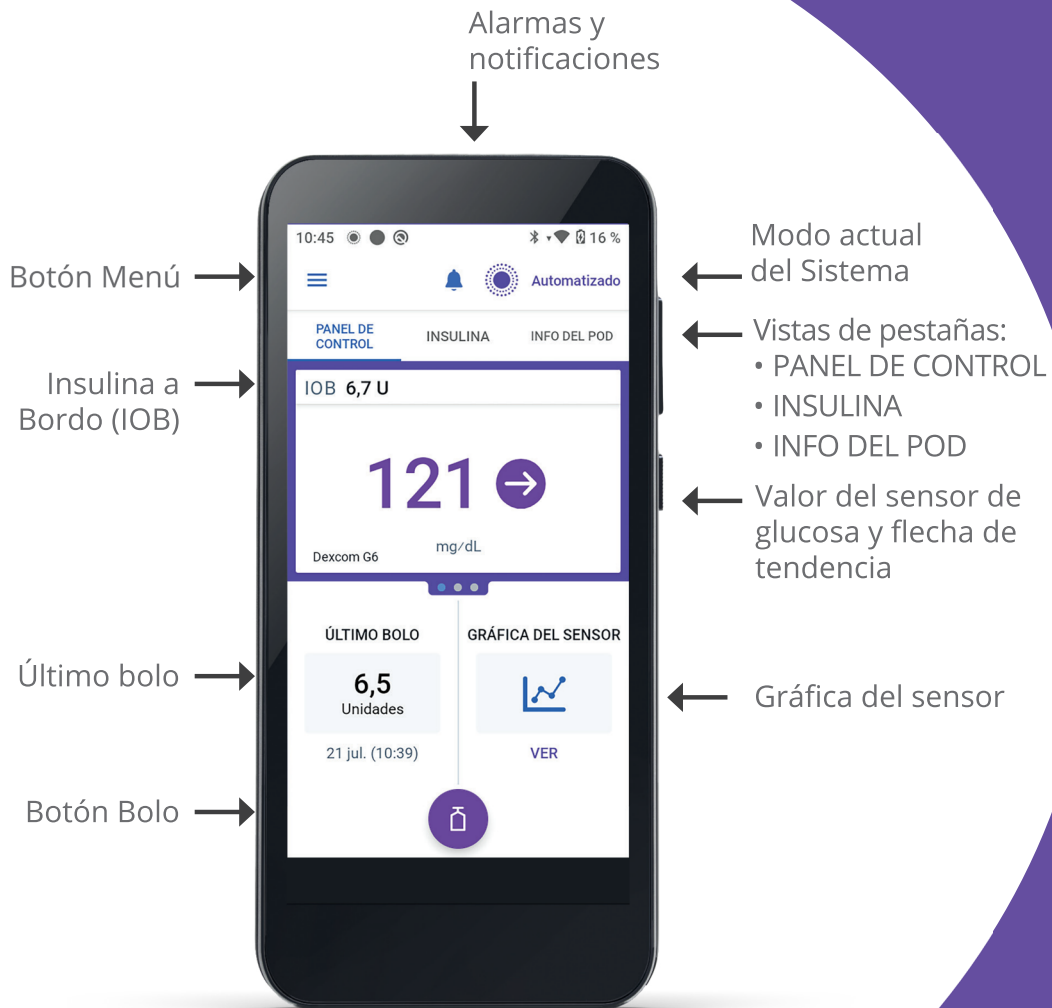 Alarmas y
notificaciones
10:45
16 %
Botón Menú
Automatizado
Modo actual
del Sistema
PANEL DE
CONTROL
INSULINA
INFO DEL POD
Vistas de pestañas:
• PANEL DE CONTROL
• INSULINA
• INFO DEL POD
Insulina a
Bordo (IOB)
IOB 6,7 U
121
mg/dL
Dexcom G6
Valor del sensor de
glucosa y flecha de
tendencia
ÚLTIMO BOLO
GRÁFICA DEL SENSOR
Último bolo
6,5
Unidades
21 jul. (10:39)
VER
Gráfica del sensor
Botón Bolo